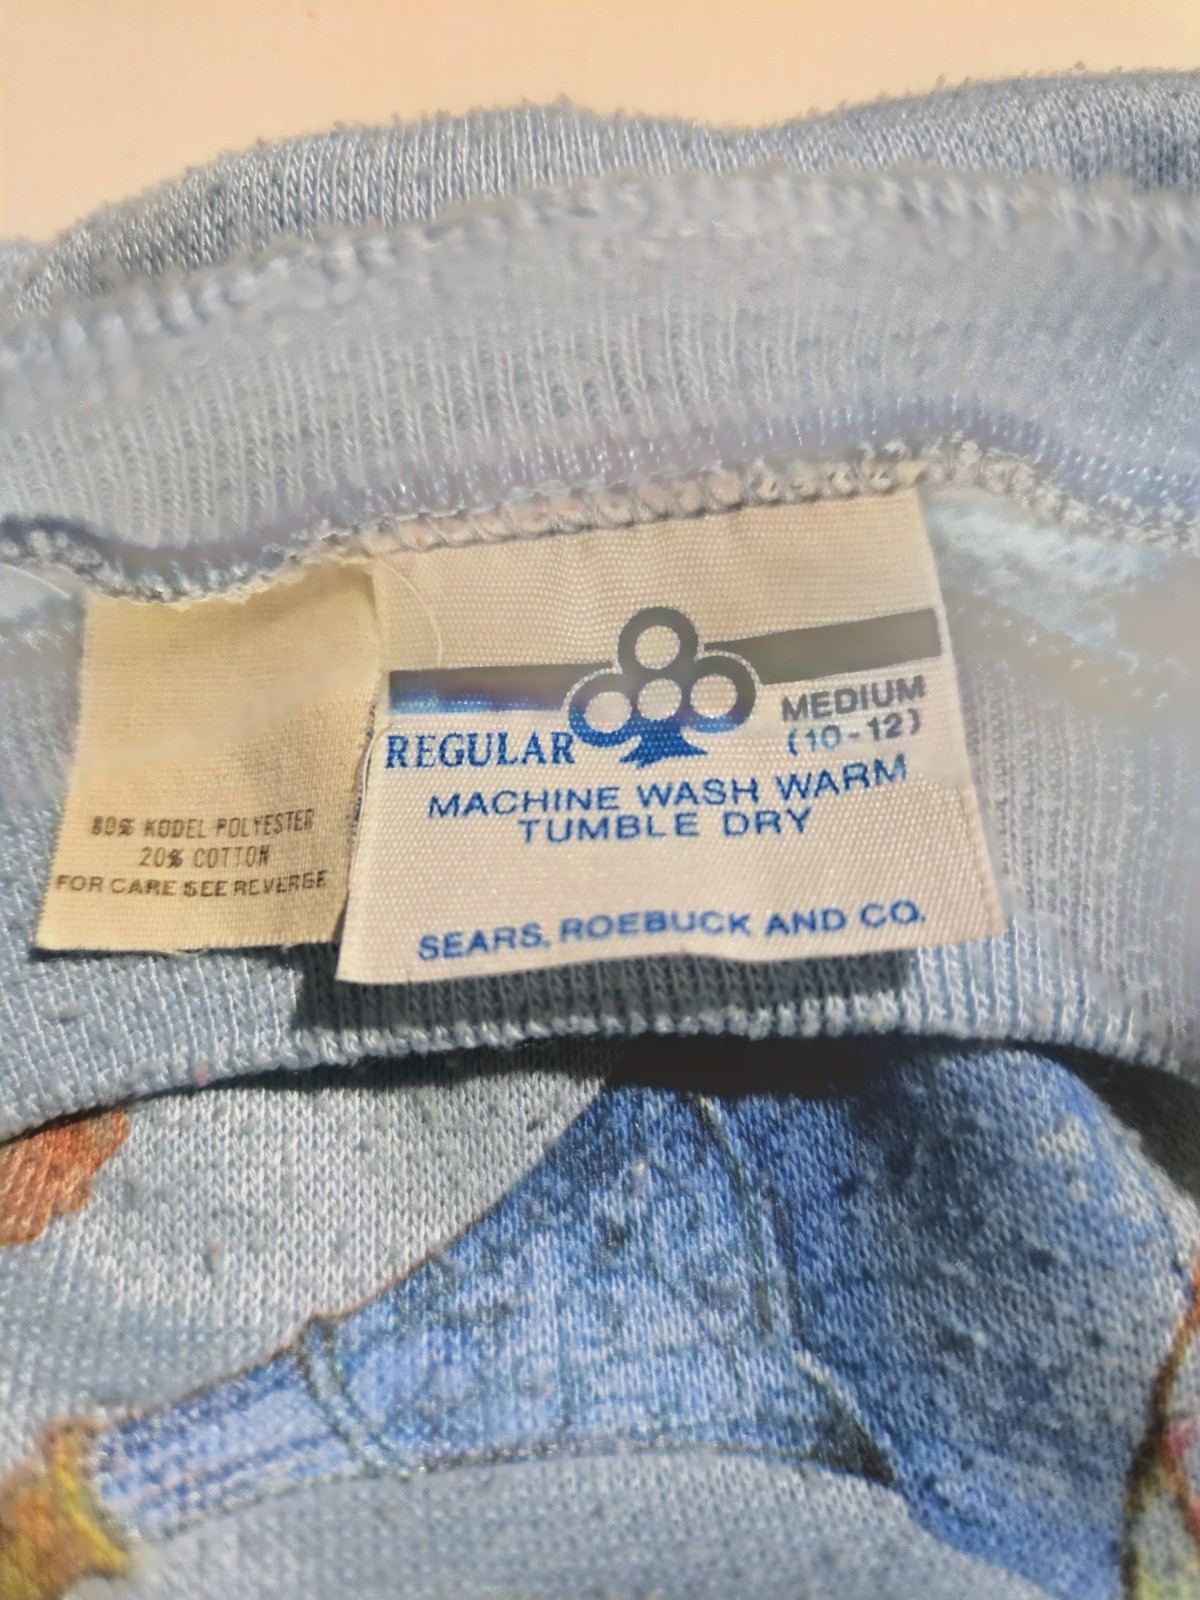 80% KODEL POLYESTER
20% COTTON
FOR CARE SEE REVERSE
REGULAR
MEDIUM
(10-12)
MACHINE WASH WARM
TUMBLE DRY
SEARS, ROEBUCK AND CO.